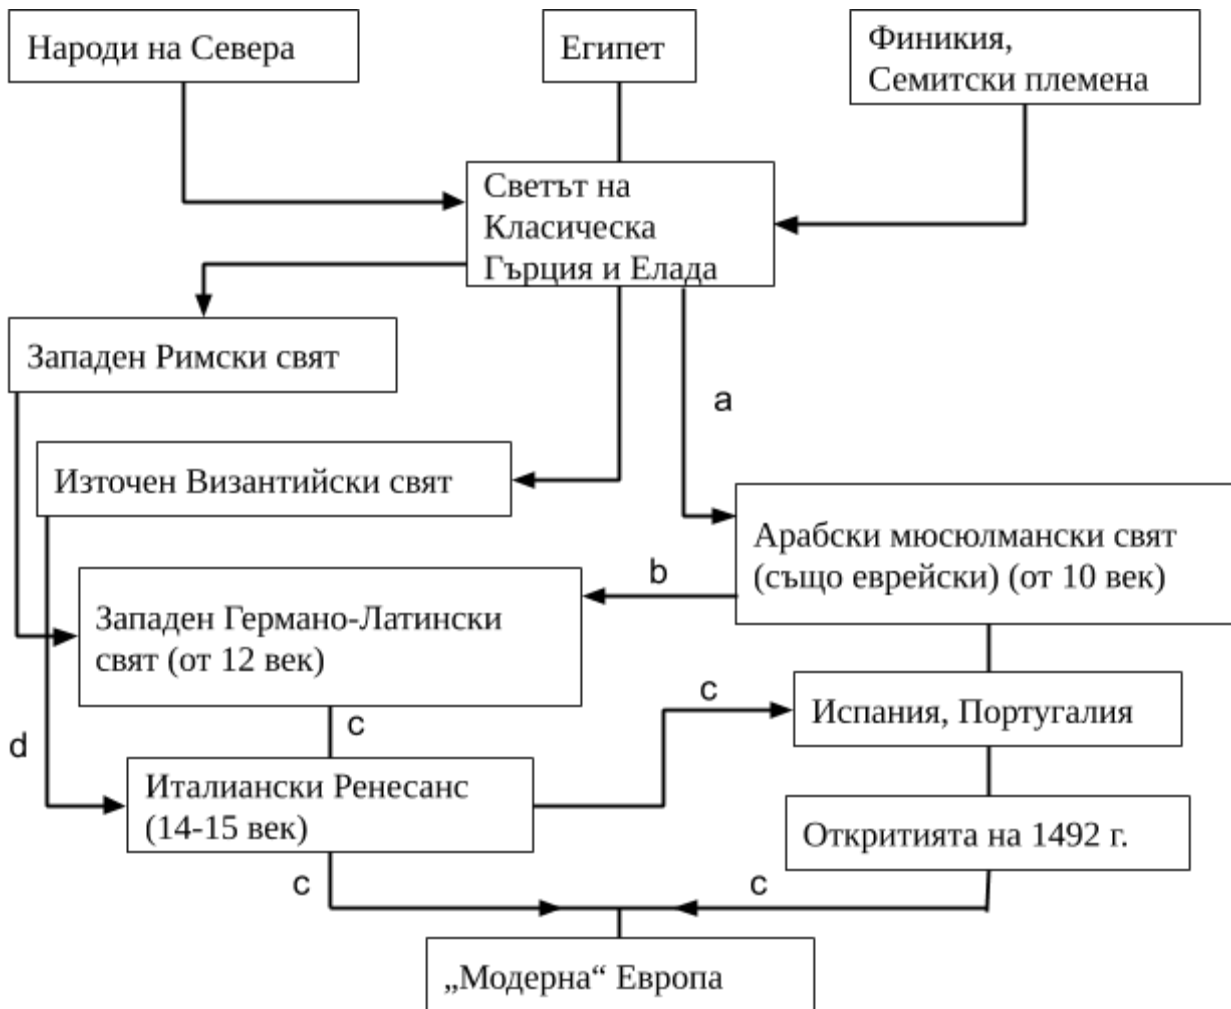 Народи на Севера
Египет
Финикия,
Семитски племена
Светът на
Класическа
Гърция и Елада
Западен Римски свят
a
Източен Византийски свят
Арабски мюсюлмански свят
(също еврейски) (от 10 век)
b
Западен Германо-Латински
свят (от 12 век)
c
c
Испания, Португалия
d
Италиански Ренесанс
(14-15 век)
Откритията на 1492 г.
c
c
„Модерна“ Европа